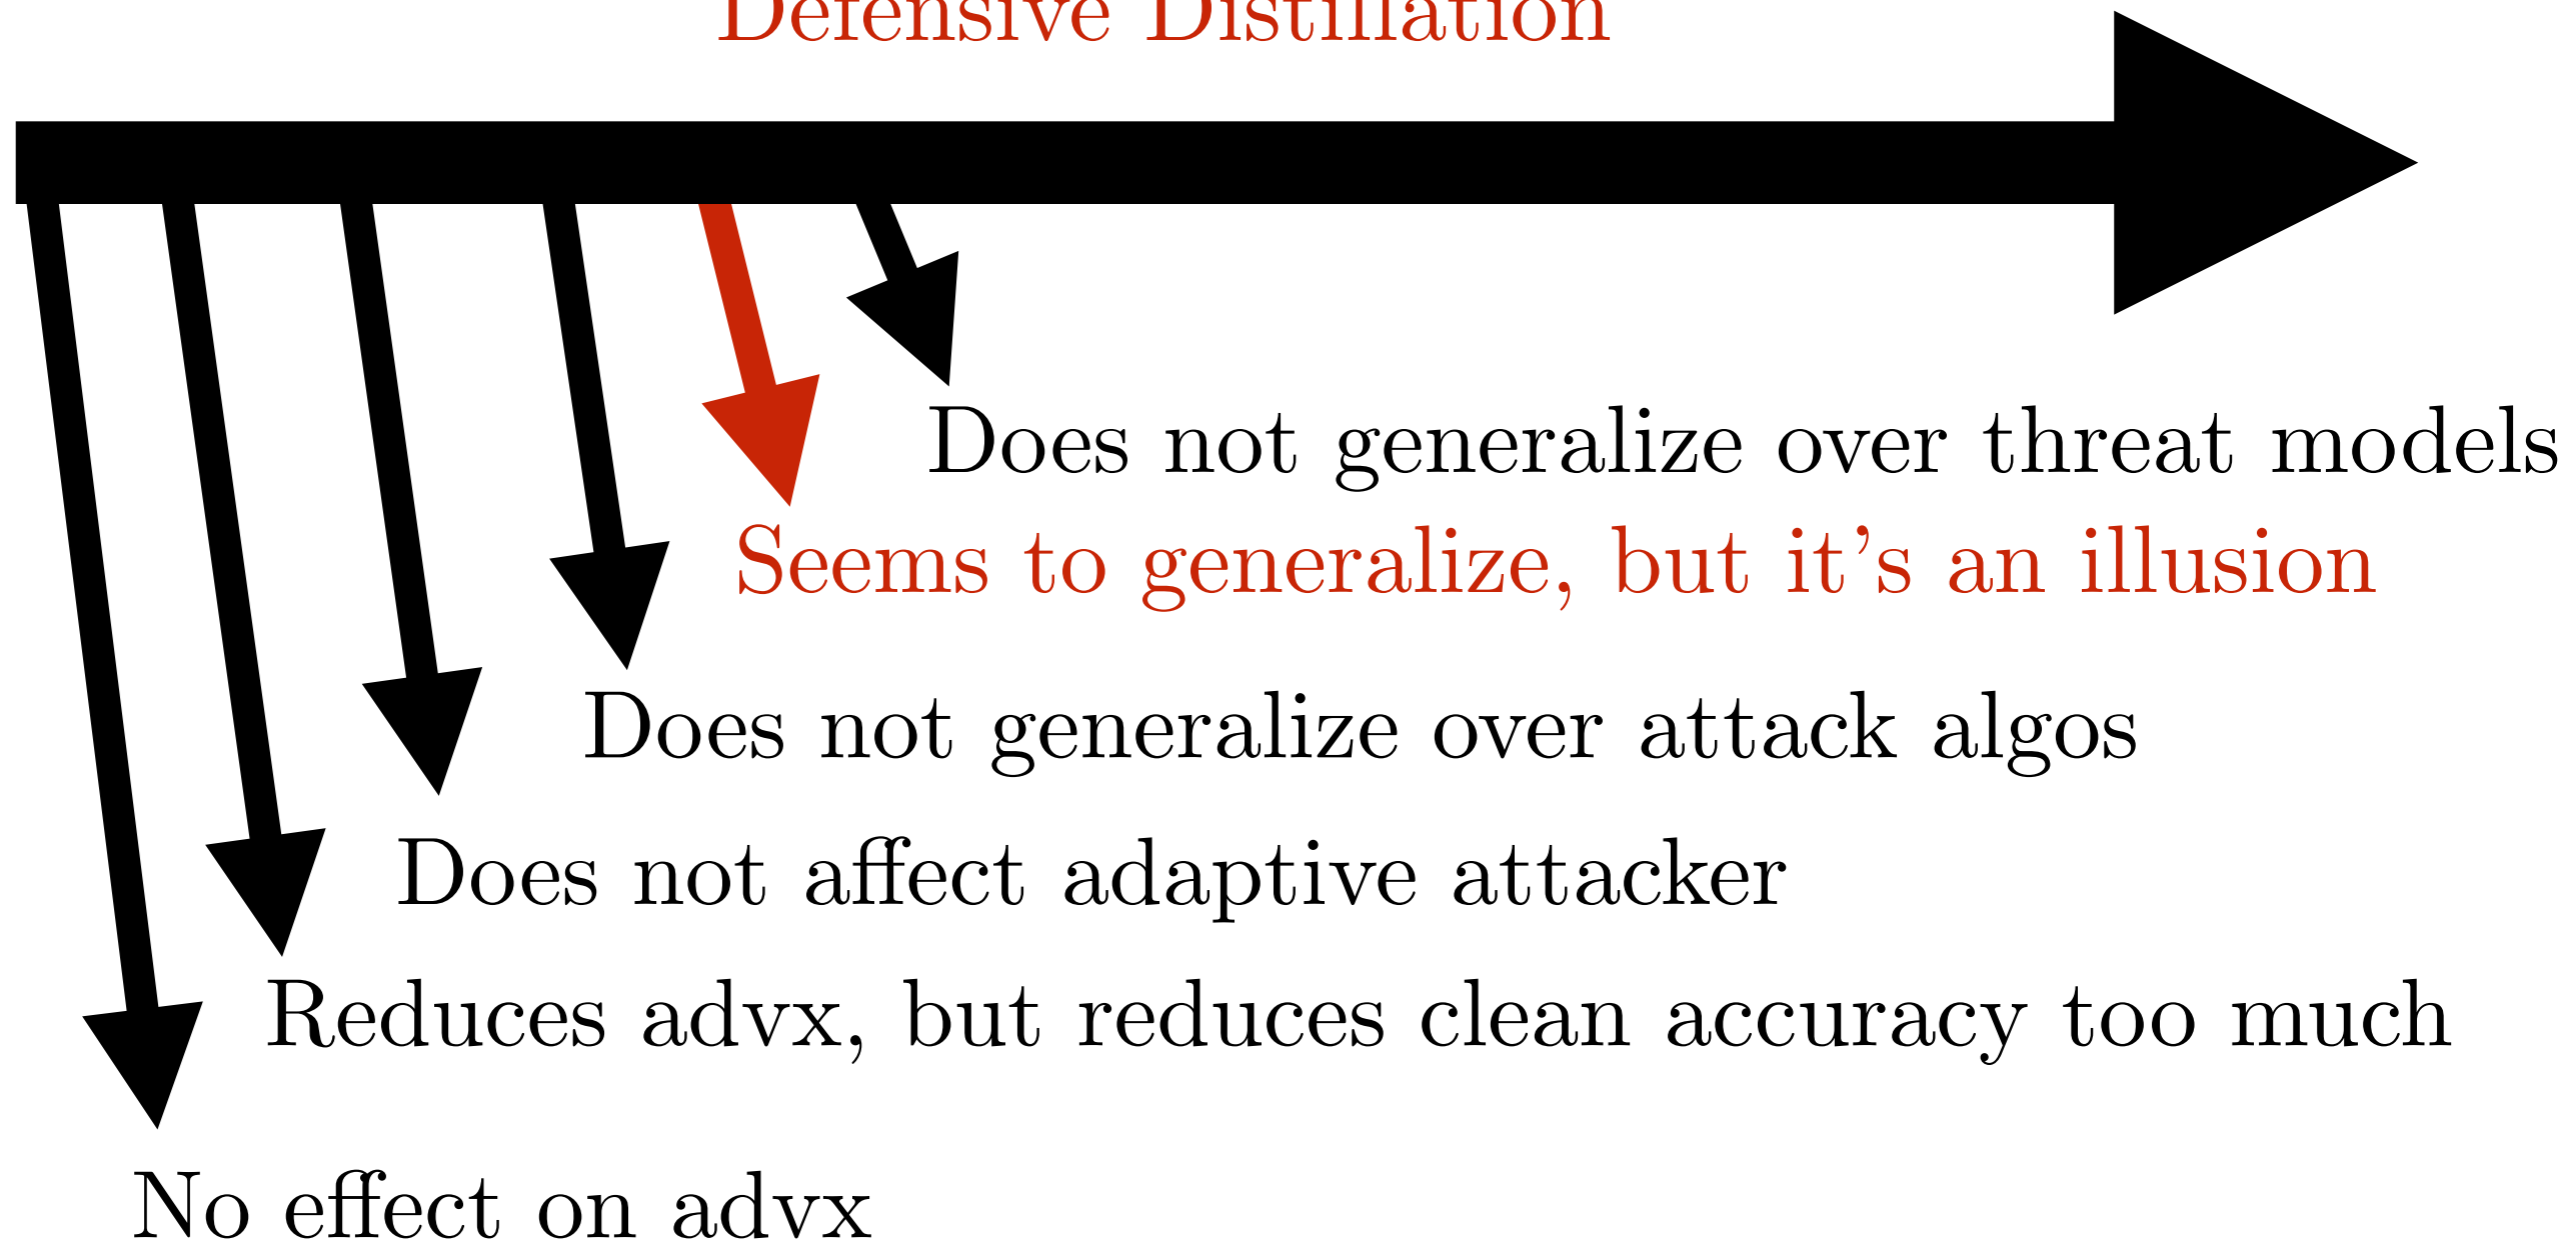 Defensive Distillation
Does not generalize over threat models
Seems to generalize, but it's an illusion
Does not generalize over attack algos
Does not affect adaptive attacker
Reduces advx, but reduces clean accuracy too much
No effect on advx